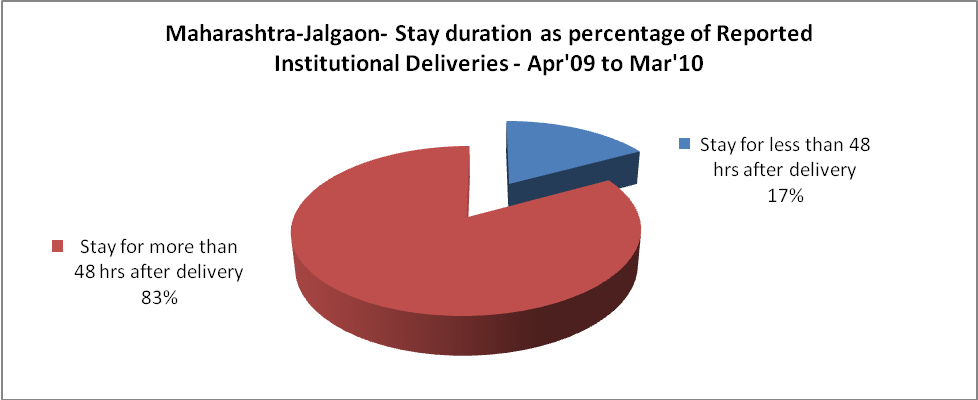 Maharashtra-Jalgaon- Stay duration as percentage of Reported
Institutional Deliveries - Apr'09 to Mar'10
Stay for less than 48
hrs after delivery
17%
Stay for more than
48 hrs after delivery
83%